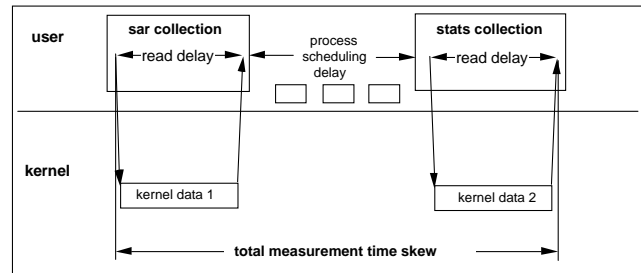 user
sar collection
read delay
process
scheduling
delay
stats collection
read delay
kernel
kernel data 1
kernel data 2
total measurement time skew